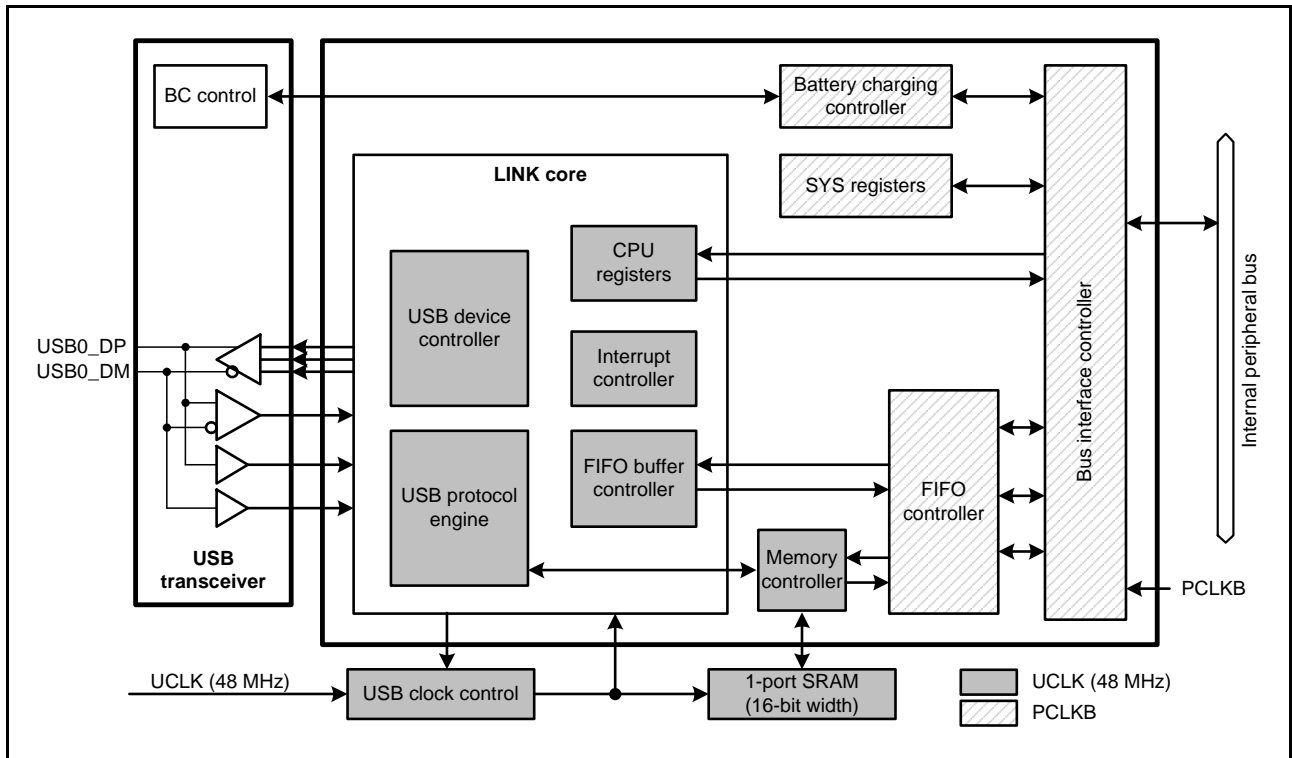 BC control
Battery charging
controller
LINK core
SYS registers
CPU
registers
USB device
controller
Interrupt
controller
USB0_DP
USB0_DM
FIFO buffer
controller
USB protocol
engine
FIFO
controller
Memory
controller
Bus interface controller
Internal peripheral bus
USB
transceiver
PCLKB
UCLK (48 MHz)
USB clock control
1-port SRAM
(16-bit width)
UCLK (48 MHz)
PCLKB